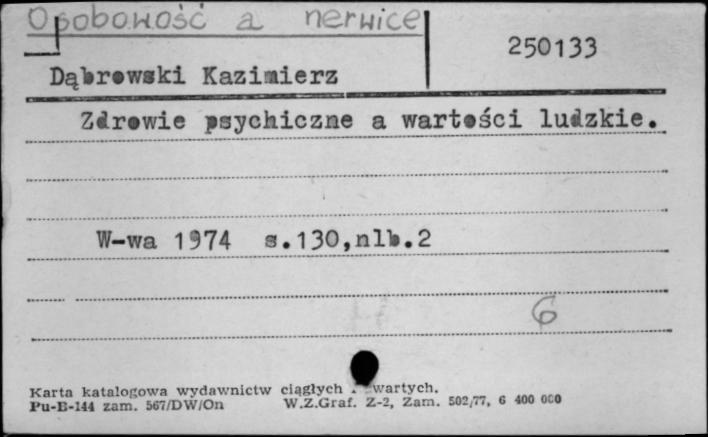 Osobowość a nerwice
250133
Dąbrowski Kazimierz
Zdrowie psychiczne a wartości ludzkie.
W-wa 1974 s.130,nlb.2
6
Karta katalogowa wydawnictw ciągłych wartych.
Pu-B-144 zam. 567/DW/On W.Z.Graf. Z-2, Zam. 502/77, 6 400 000